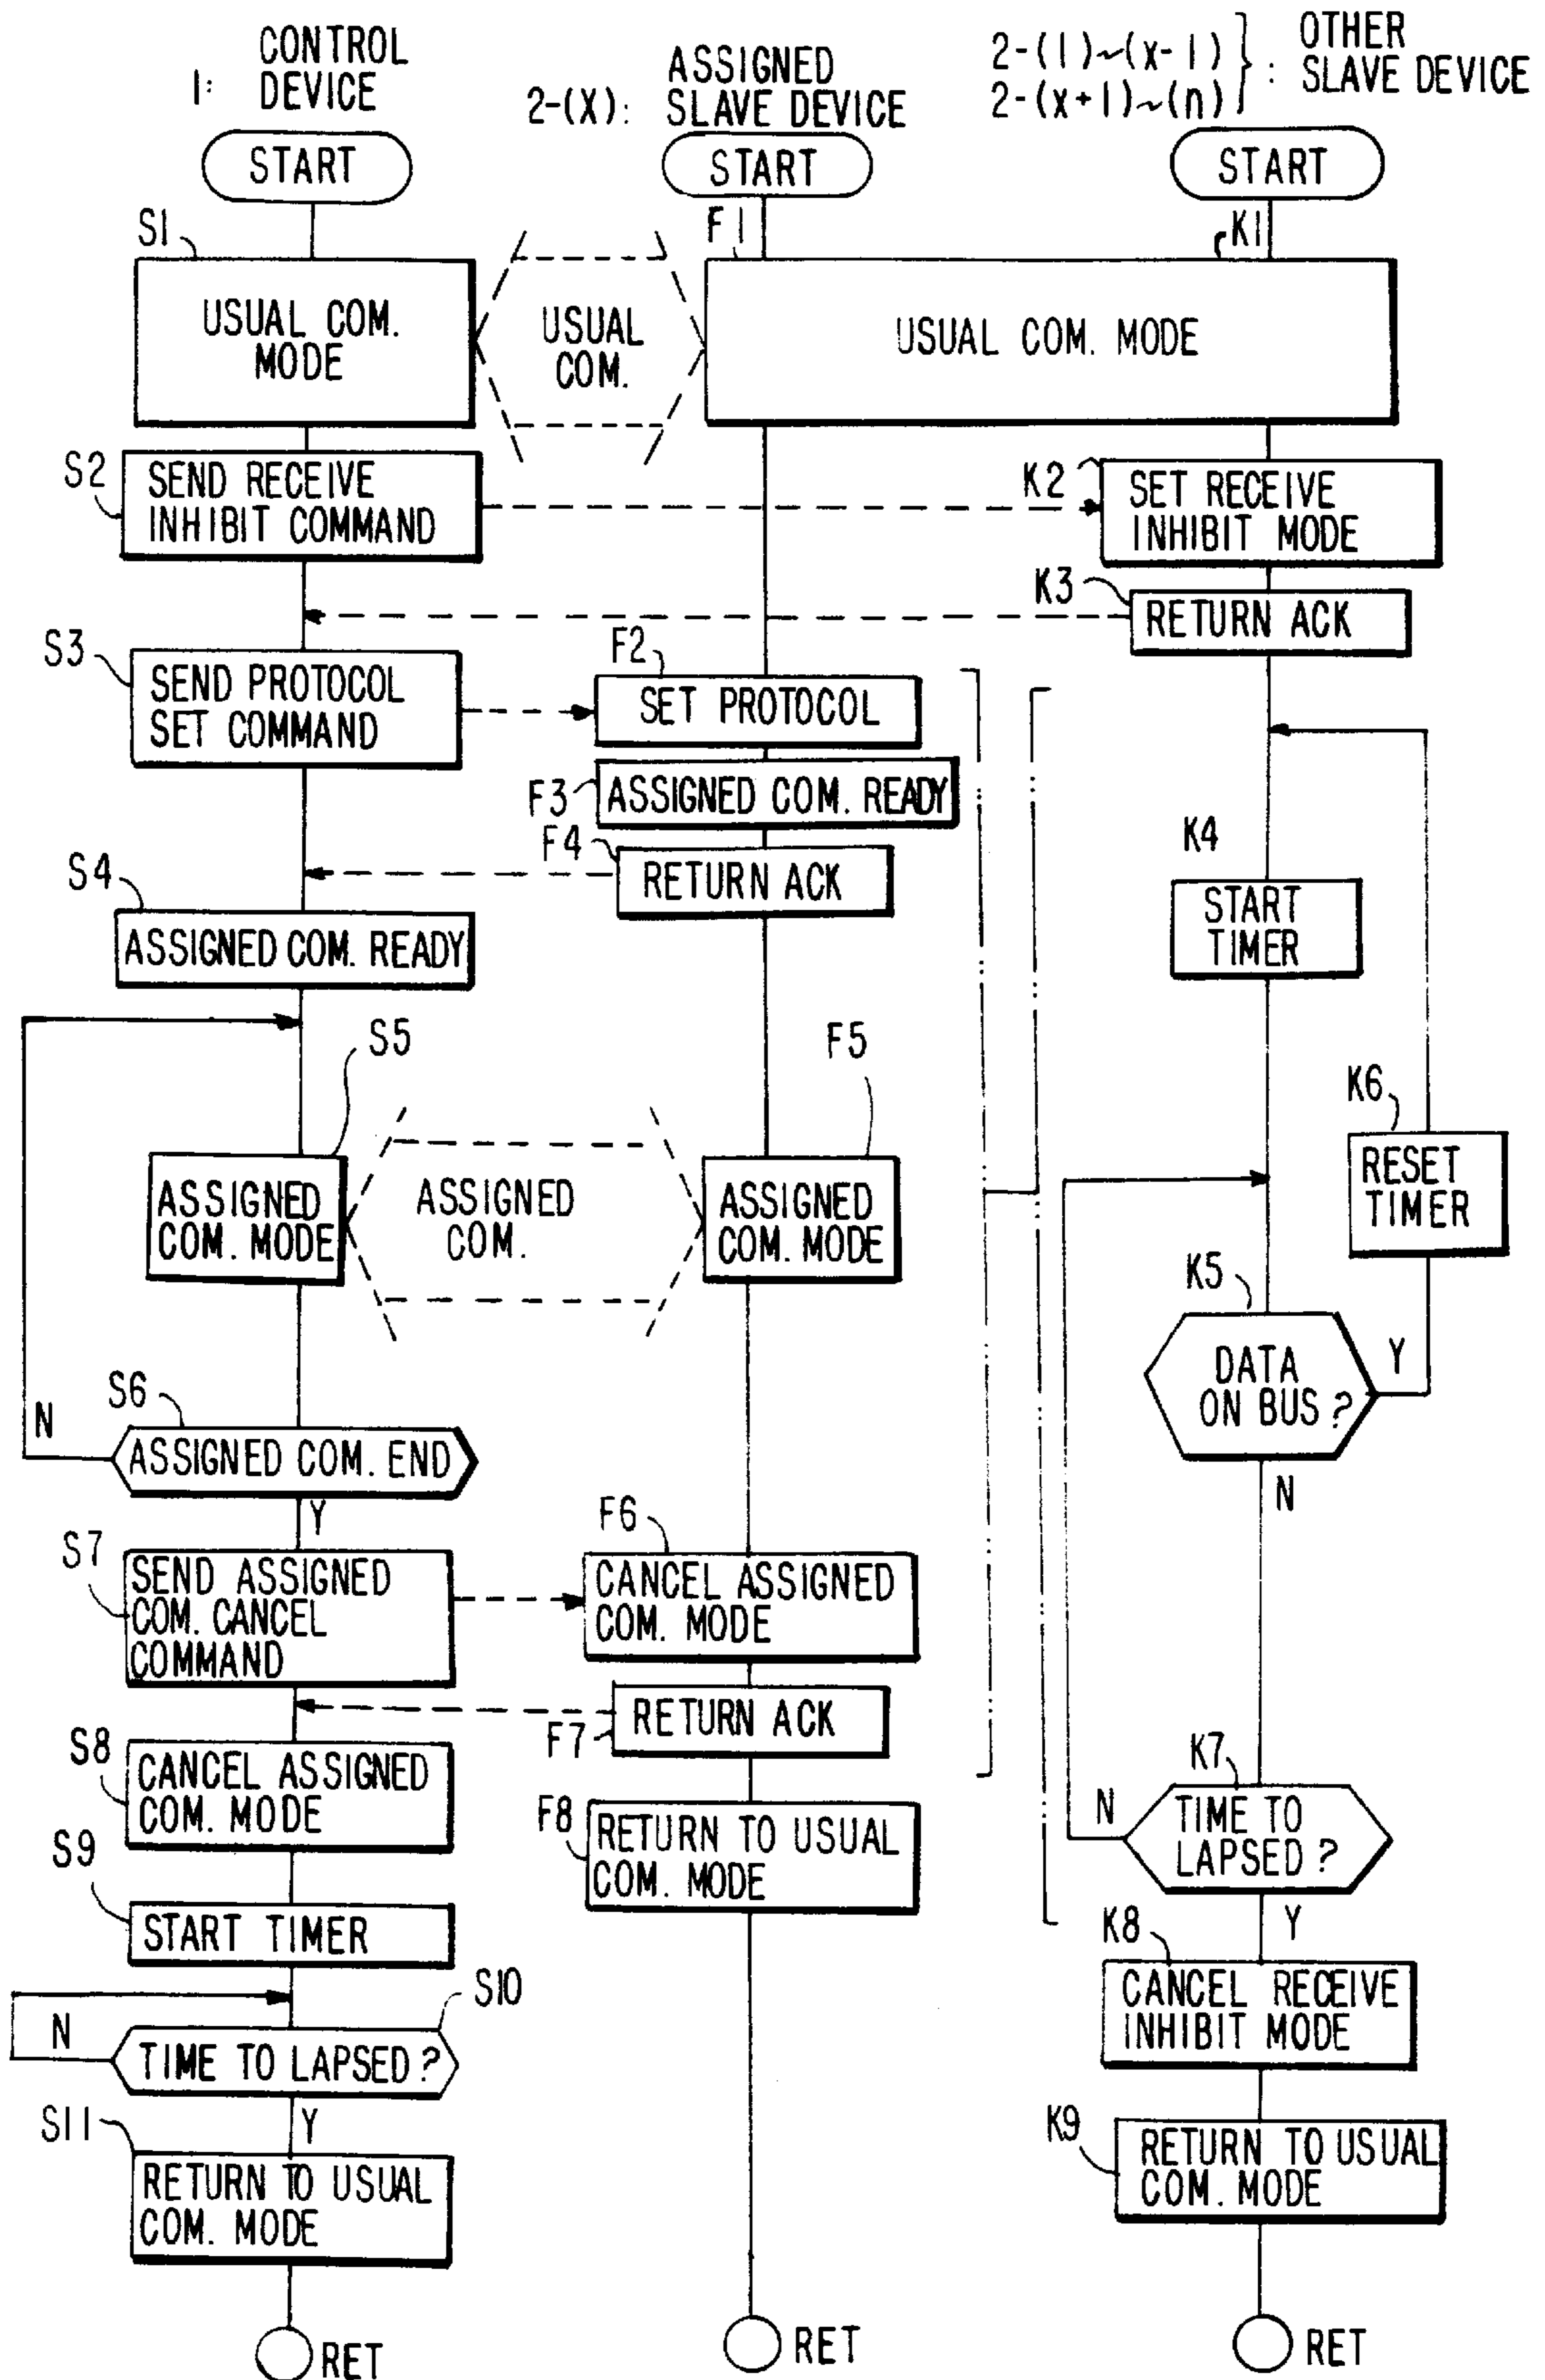 1:
CONTROL
DEVICE
2-(X):
ASSIGNED
SLAVE DEVICE
2-(1)~(x-1)
2-(x+1)~(n)
:
OTHER
SLAVE DEVICE
START
START
START
S1
F1
K1
USUAL COM.
MODE
USUAL
COM.
USUAL COM. MODE
S2
SEND RECEIVE
INHIBIT COMMAND
K2
SET RECEIVE
INHIBIT MODE
K3
RETURN ACK
S3
SEND PROTOCOL
SET COMMAND
F2
SET PROTOCOL
F3
ASSIGNED COM. READY
F4
RETURN ACK
K4
START
TIMER
S4
ASSIGNED COM. READY
S5
F5
ASSIGNED
COM. MODE
ASSIGNED
COM.
ASSIGNED
COM. MODE
K6
RESET
TIMER
K5
DATA
ON BUS ?
Y
N
S6
N
ASSIGNED COM. END
Y
S7
SEND ASSIGNED
COM. CANCEL
COMMAND
F6
CANCEL ASSIGNED
COM. MODE
F7
RETURN ACK
S8
CANCEL ASSIGNED
COM. MODE
F8
RETURN TO USUAL
COM. MODE
K7
N
TIME TO
LAPSED ?
Y
S9
START TIMER
K8
CANCEL RECEIVE
INHIBIT MODE
S10
N
TIME TO LAPSED ?
Y
S11
RETURN TO USUAL
COM. MODE
K9
RETURN TO USUAL
COM. MODE
RET
RET
RET